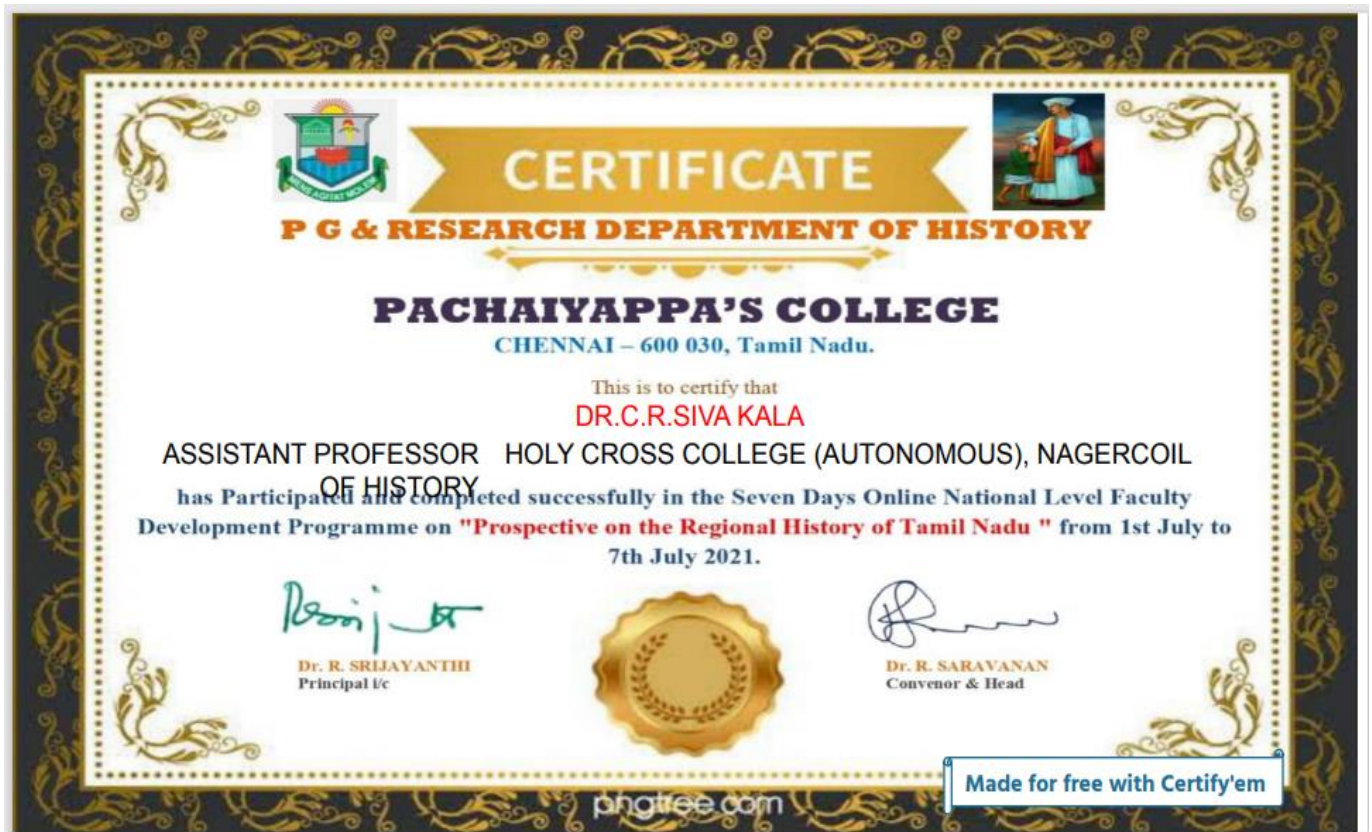 MENS AGITAT MOLEM
CERTIFICATE
P G & RESEARCH DEPARTMENT OF HISTORY
PACHAIYAPPA'S COLLEGE
CHENNAI – 600 030, Tamil Nadu.
This is to certify that
DR.C.R.SIVA KALA
ASSISTANT PROFESSOR HOLY CROSS COLLEGE (AUTONOMOUS), NAGERCOIL
OF HISTORY
has Participated and completed successfully in the Seven Days Online National Level Faculty
Development Programme on "Prospective on the Regional History of Tamil Nadu " from 1st July to
7th July 2021.
Dr. R. SRIJAYANTHI
Principal i/c
Dr. R. SARAVANAN
Convenor & Head
Made for free with Certify'em
pngtree.com